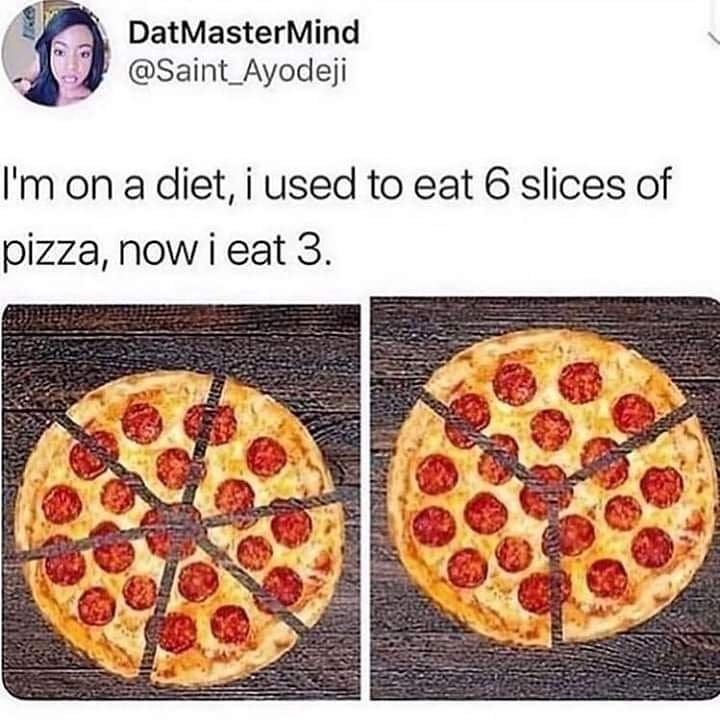 DatMasterMind
@Saint_Ayodeji
I'm on a diet, i used to eat 6 slices of
pizza, now i eat 3.